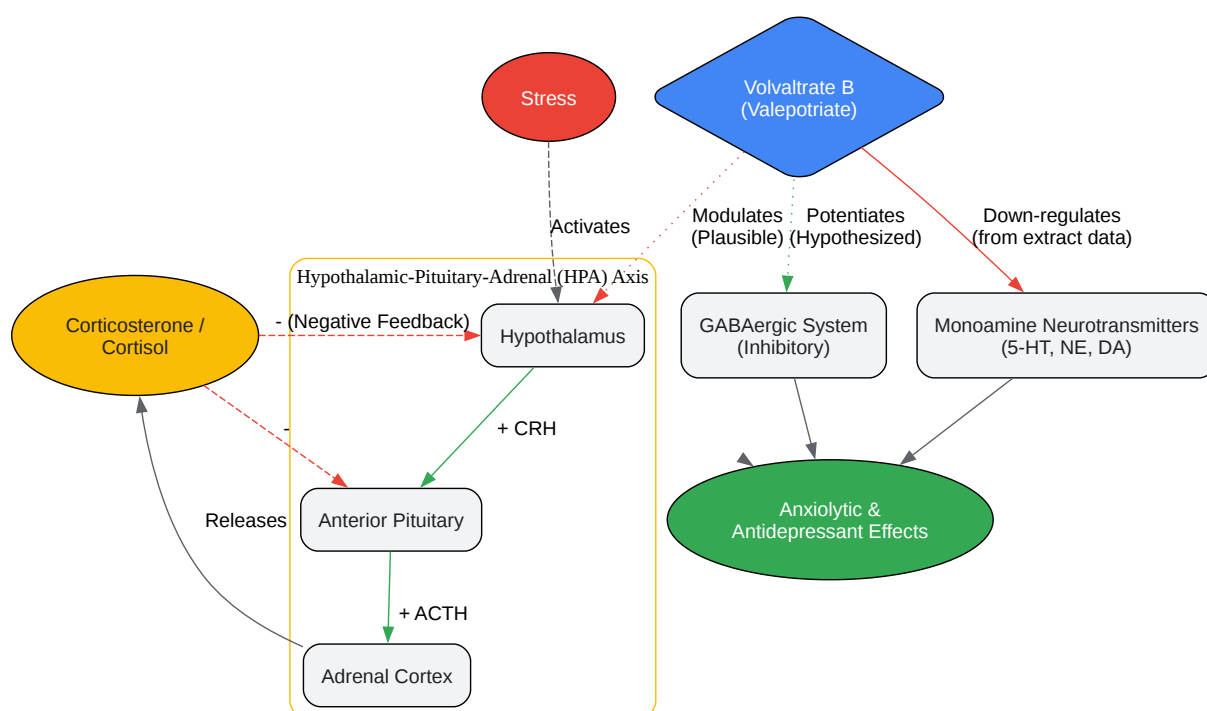 Stress
Volvaltrate B
(Valepotriate)
Activates
Modulates
(Plausible)
Potentiates
(Hypothesized)
Down-regulates
(from extract data)
Hypothalamic-Pituitary-Adrenal (HPA) Axis
Corticosterone /
Cortisol
- (Negative Feedback)
Hypothalamus
GABAergic System
(Inhibitory)
Monoamine Neurotransmitters
(5-HT, NE, DA)
-
+ CRH
Releases
Anterior Pituitary
Anxiolytic &
Antidepressant Effects
+ ACTH
Adrenal Cortex